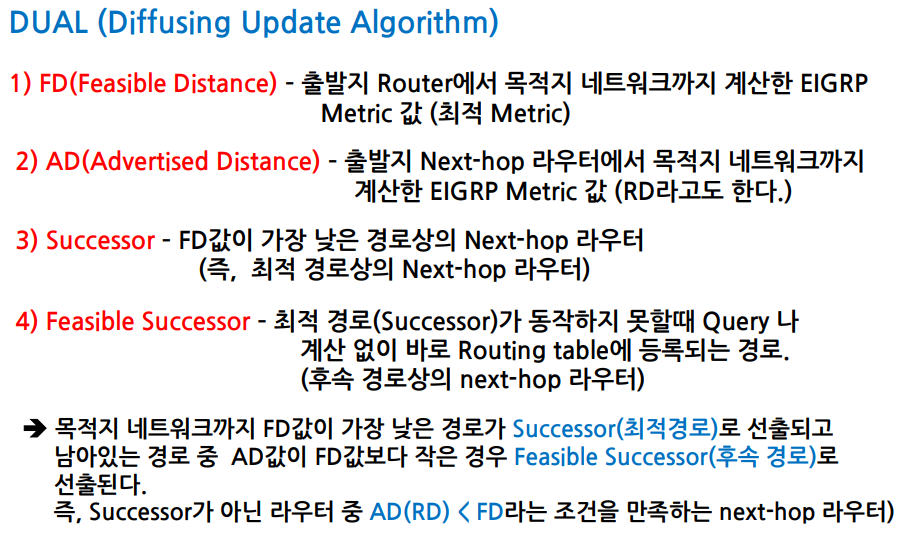 DUAL (Diffusing Update Algorithm)
1) FD(Feasible Distance) – 출발지 Router에서 목적지 네트워크까지 계산한 EIGRP
Metric 값 (최적 Metric)
2) AD(Advertised Distance) – 출발지 Next-hop 라우터에서 목적지 네트워크까지
계산한 EIGRP Metric 값 (RD라고도 한다.)
3) Successor – FD값이 가장 낮은 경로상의 Next-hop 라우터
(즉, 최적 경로상의 Next-hop 라우터)
4) Feasible Successor – 최적 경로(Successor)가 동작하지 못할때 Query 나
계산 없이 바로 Routing table에 등록되는 경로.
(후속 경로상의 next-hop 라우터)
➔ 목적지 네트워크까지 FD값이 가장 낮은 경로가 Successor(최적경로)로 선출되고
남아있는 경로 중 AD값이 FD값보다 작은 경우 Feasible Successor(후속 경로)로
선출된다.
즉, Successor가 아닌 라우터 중 AD(RD) < FD라는 조건을 만족하는 next-hop 라우터)